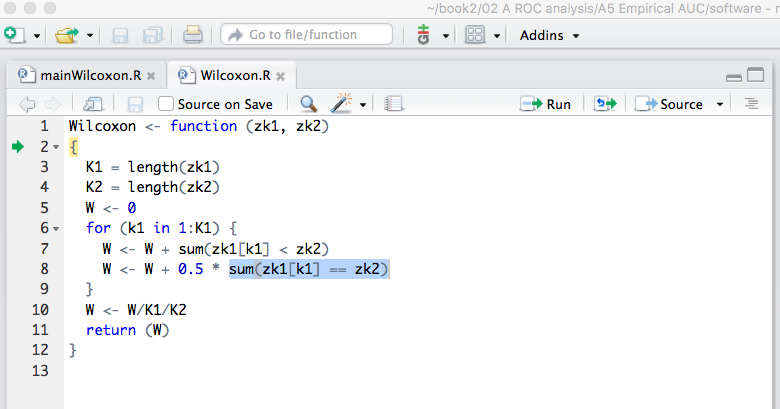 ~/book2/02 A ROC analysis/A5 Empirical AUC/software -
Go to file/function Addins
mainWilcoxon.R Wilcoxon.R
Source on Save Run Source
1 Wilcoxon <- function (zk1, zk2)
2 {
3   K1 = length(zk1)
4   K2 = length(zk2)
5   W <- 0
6   for (k1 in 1:K1) {
7     W <- W + sum(zk1[k1] < zk2)
8     W <- W + 0.5 * sum(zk1[k1] == zk2)
9   }
10   W <- W/K1/K2
11   return (W)
12 }
13